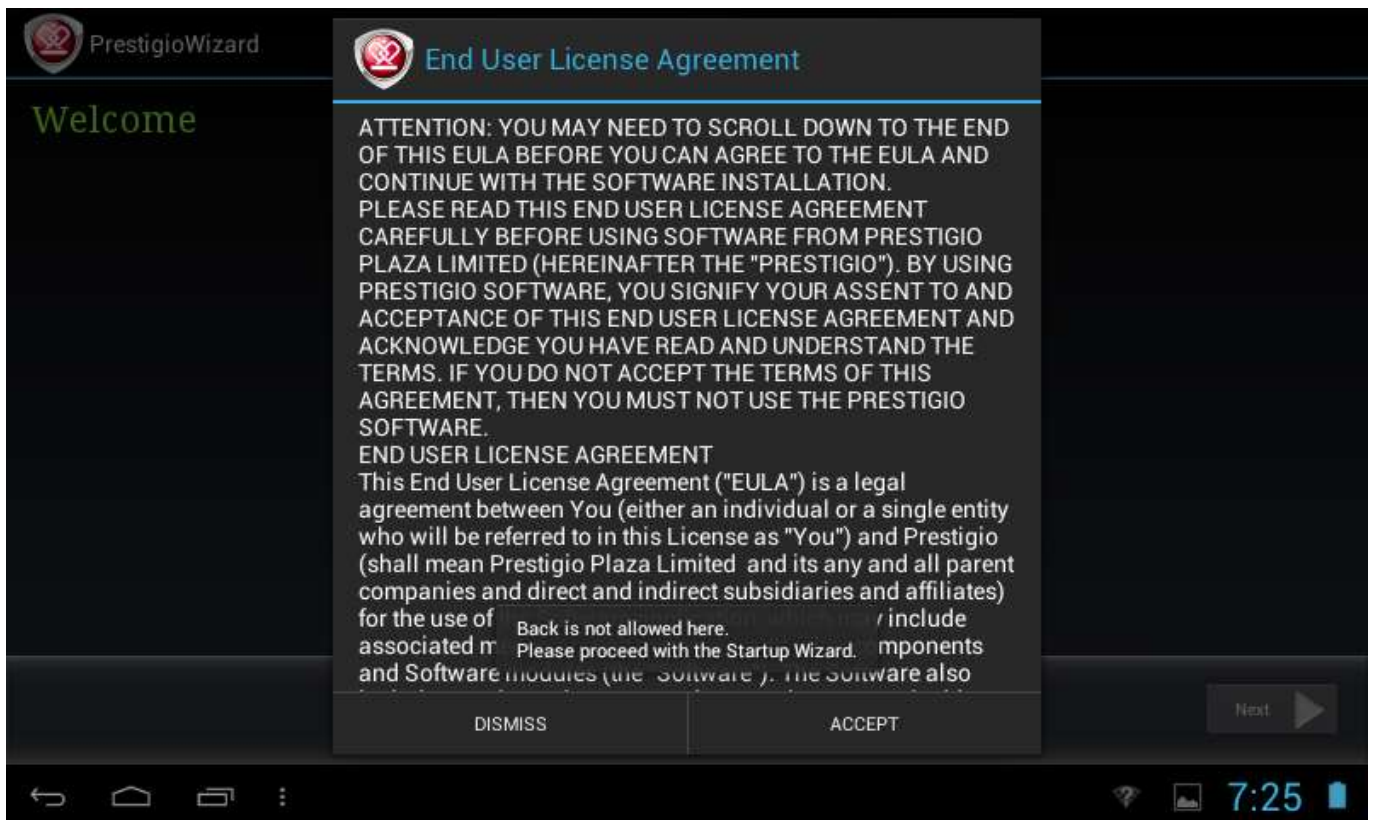 PrestigioWizard
Welcome
End User License Agreement
ATTENTION: YOU MAY NEED TO SCROLL DOWN TO THE END
OF THIS EULA BEFORE YOU CAN AGREE TO THE EULA AND
CONTINUE WITH THE SOFTWARE INSTALLATION.
PLEASE READ THIS END USER LICENSE AGREEMENT
CAREFULLY BEFORE USING SOFTWARE FROM PRESTIGIO
PLAZA LIMITED (HEREINAFTER THE "PRESTIGIO"). BY USING
PRESTIGIO SOFTWARE, YOU SIGNIFY YOUR ASSENT TO AND
ACCEPTANCE OF THIS END USER LICENSE AGREEMENT AND
ACKNOWLEDGE YOU HAVE READ AND UNDERSTAND THE
TERMS. IF YOU DO NOT ACCEPT THE TERMS OF THIS
AGREEMENT, THEN YOU MUST NOT USE THE PRESTIGIO
SOFTWARE.
END USER LICENSE AGREEMENT
This End User License Agreement ("EULA") is a legal
agreement between You (either an individual or a single entity
who will be referred to in this License as "You") and Prestigio
(shall mean Prestigio Plaza Limited and its any and all parent
companies and direct and indirect subsidiaries and affiliates)
for the use of include
associated
and Software modules (the "Software"). The Software also
Back is not allowed here.
Please proceed with the Startup Wizard.
DISMISS
ACCEPT
Next
7:25